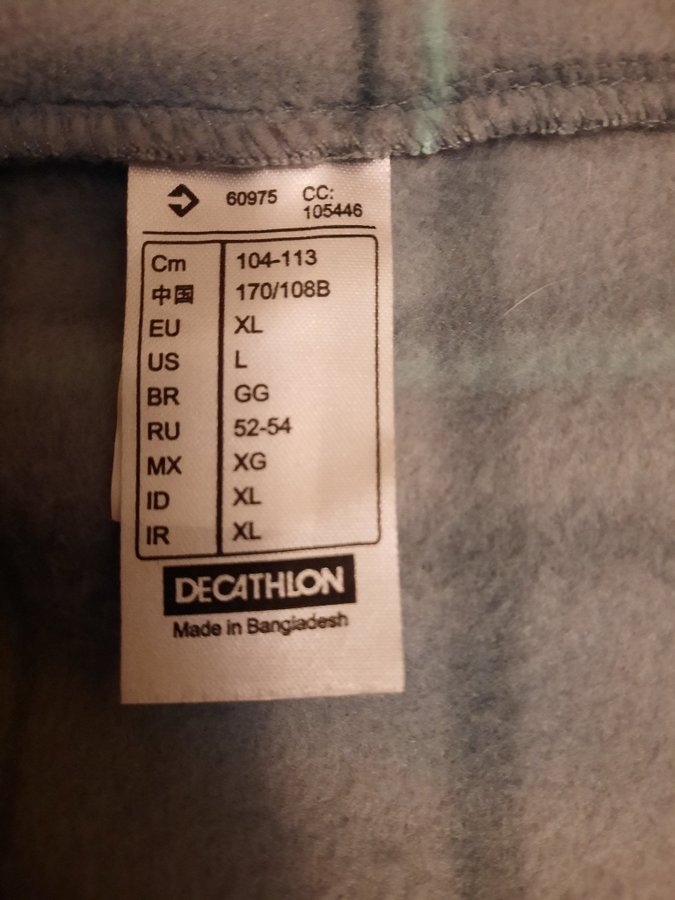 60975 CC:
105446
Cm 104-113
中国 170/108B
EU XL
US L
BR GG
RU 52-54
MX XG
ID XL
IR XL
DECATHLON
Made in Bangladesh